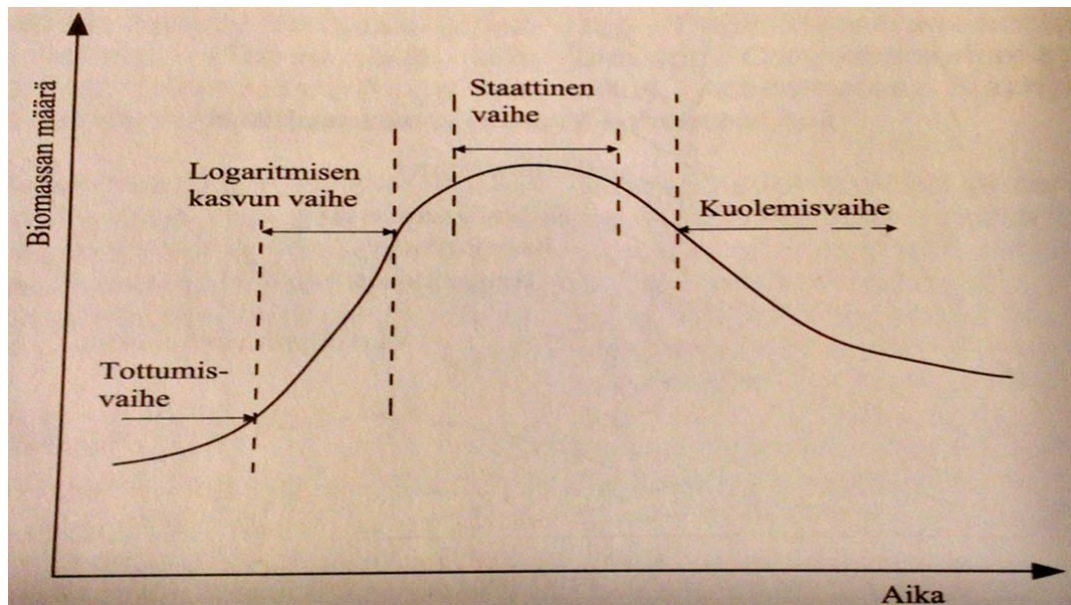 Biomassan määrä
Staattinen
vaihe
Logaritmisen
kasvun vaihe
Kuolemisvaihe
Tottumis-
vaihe
Aika